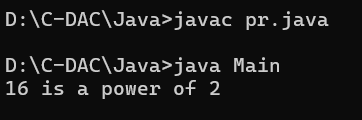 D:\C-DAC\Java>javac pr.java
D:\C-DAC\Java>java Main
16 is a power of 2